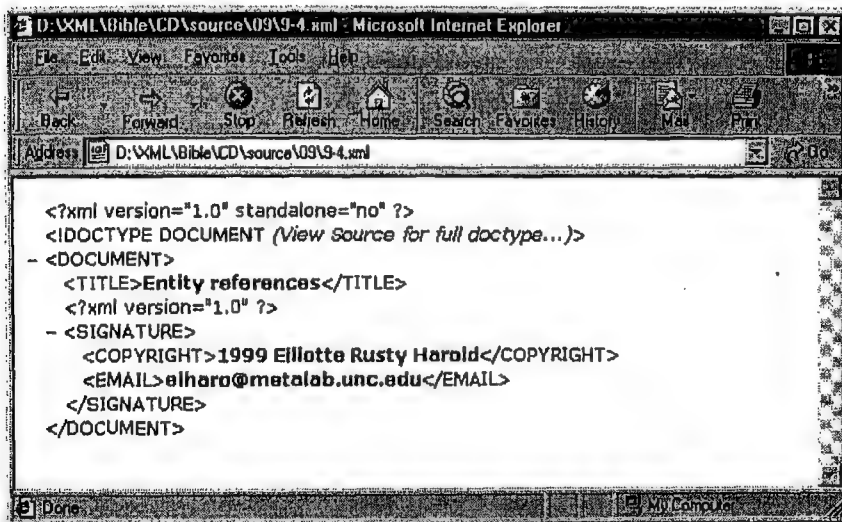 D:\XML\Bible\CD\source\09\9-4.xml - Microsoft Internet Explorer
File Edit View Favorites Tools Help
Back Forward Stop Refresh Home Search Favorites History Mail Print
Address D:\XML\Bible\CD\source\09\9-4.xml Go
<?xml version="1.0" standalone="no" ?>
<!DOCTYPE DOCUMENT (View Source for full doctype...)>
- <DOCUMENT>
<TITLE>Entity references</TITLE>
<?xml version="1.0" ?>
- <SIGNATURE>
<COPYRIGHT>1999 Elliotte Rusty Harold</COPYRIGHT>
<EMAIL>elharo@metalab.unc.edu</EMAIL>
</SIGNATURE>
</DOCUMENT>
Done My Computer